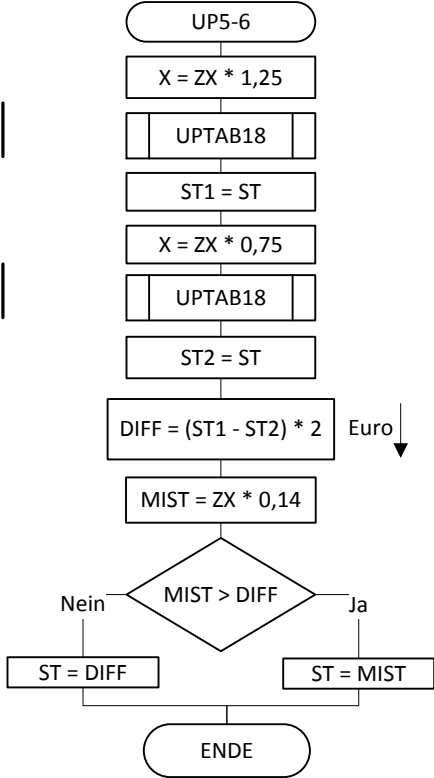 UP5-6
X = ZX * 1,25
UPTAB18
ST1 = ST
X = ZX * 0,75
UPTAB18
ST2 = ST
DIFF = (ST1 - ST2) * 2
Euro
MIST = ZX * 0,14
MIST > DIFF
Nein
Ja
ST = DIFF
ST = MIST
ENDE